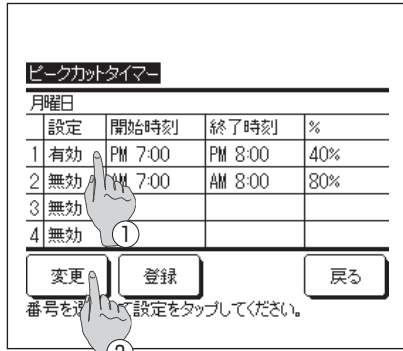 ピークカットタイマー
月曜日
設定 開始時刻 終了時刻 %
1 有効 PM 7:00 PM 8:00 40%
2 無効 AM 7:00 AM 8:00 80%
3 無効
4 無効
①
変更 登録 戻る
番号を選 て設定をタップしてください。